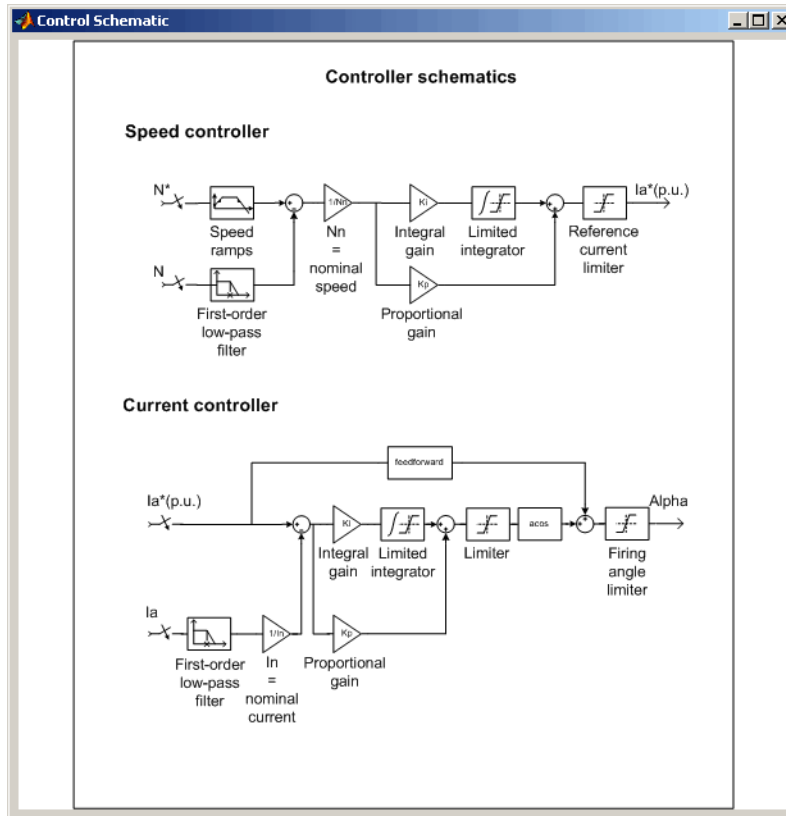 Control Schematic
Controller schematics
Speed controller
N*
Speed
ramps
1/Nn
Nn
=
nominal
speed
Ki
Integral
gain
Limited
integrator
Ia*(p.u.)
Reference
current
limiter
N
First-order
low-pass
filter
Kp
Proportional
gain
Current controller
feedforward
Ia*(p.u.)
Ki
Integral
gain
Limited
integrator
Limiter
acos
Alpha
Firing
angle
limiter
Ia
First-order
low-pass
filter
1/In
In
=
nominal
current
Kp
Proportional
gain